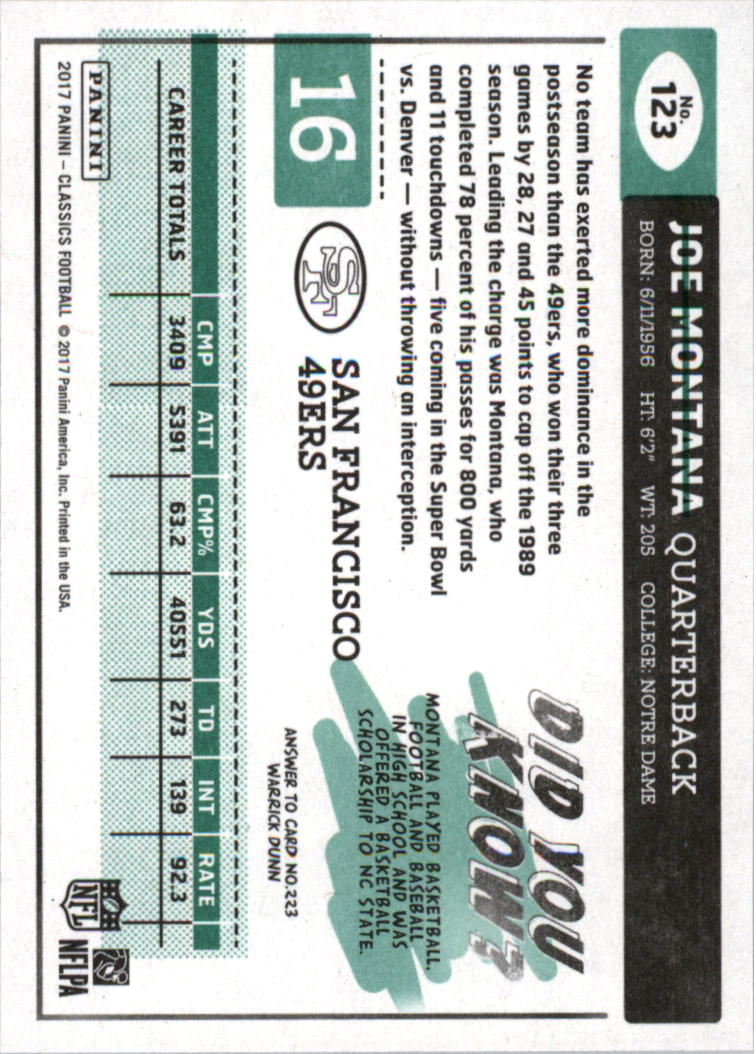 No. 123
JOE MONTANA QUARTERBACK
BORN: 6/11/1956 HT: 6'2" WT: 205 COLLEGE: NOTRE DAME
No team has exerted more dominance in the
postseason than the 49ers, who won their three
games by 28, 27 and 45 points to cap off the 1989
season. Leading the charge was Montana, who
completed 78 percent of his passes for 800 yards
and 11 touchdowns — five coming in the Super Bowl
vs. Denver — without throwing an interception.
DID YOU
KNOW?
MONTANA PLAYED BASKETBALL,
FOOTBALL AND BASEBALL
IN HIGH SCHOOL AND WAS
OFFERED A BASKETBALL
SCHOLARSHIP TO NC STATE.
16
SF
SAN FRANCISCO
49ERS
ANSWER TO CARD NO.223
WARRICK DUNN
CMP ATT CMP% YDS TD INT RATE
CAREER TOTALS 3409 5391 63.2 40551 273 139 92.3
PANINI
2017 PANINI – CLASSICS FOOTBALL © 2017 Panini America, Inc. Printed in the USA.
NFL NFLPA